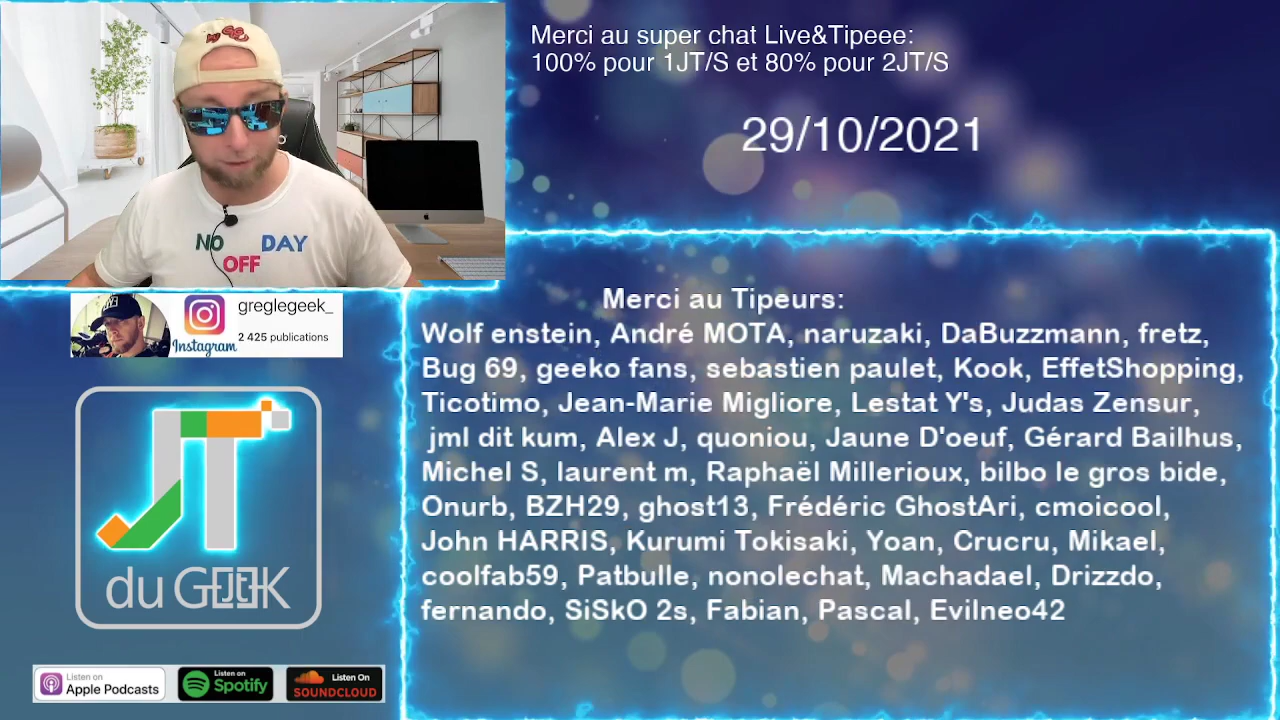 Merci au super chat Live&Tipeee:
100% pour 1JT/S et 80% pour 2JT/S
29/10/2021
NO DAY
OFF
greglegeek_
2 425 publications
Instagram
JT
du GEEK
Listen on
Apple Podcasts
Listen on
Spotify
Listen On
SOUNDCLOUD
Merci au Tipeurs:
Wolf enstein, André MOTA, naruzaki, DaBuzzmann, fretz,
Bug 69, geeko fans, sebastien paulet, Kook, EffetShopping,
Ticotimo, Jean-Marie Migliore, Lestat Y's, Judas Zensur,
jml dit kum, Alex J, quoniou, Jaune D'oeuf, Gérard Bailhus,
Michel S, laurent m, Raphaël Millerioux, bilbo le gros bide,
Onurb, BZH29, ghost13, Frédéric GhostAri, cmoicool,
John HARRIS, Kurumi Tokisaki, Yoan, Crucru, Mikael,
coolfab59, Patbulle, nonolechat, Machadael, Drizzdo,
fernando, SiSkO 2s, Fabian, Pascal, Evilneo42